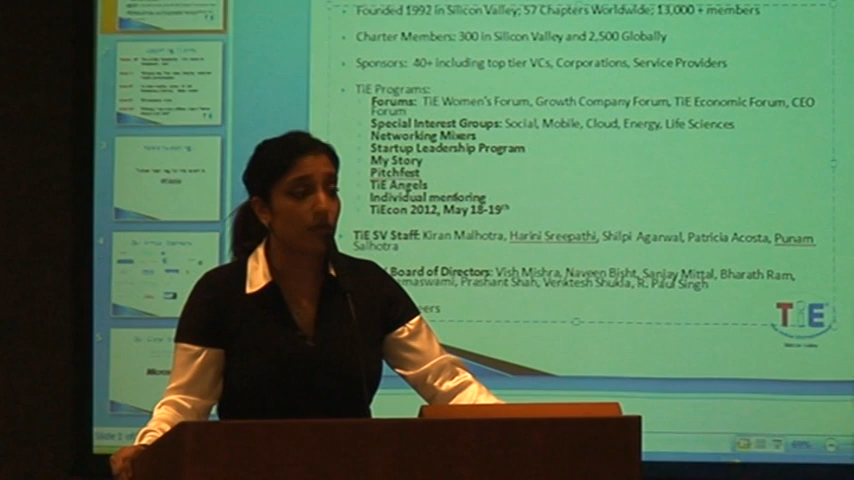 Founded 1992 in Silicon Valley; 57 Chapters Worldwide; 13,000 + members
Charter Members: 300 in Silicon Valley and 2,500 Globally
Sponsors: 40+ including top tier VCs, Corporations, Service Providers
TiE Programs:
Forums: TiE Women's Forum, Growth Company Forum, TiE Economic Forum, CEO
Forum
Special Interest Groups: Social, Mobile, Cloud, Energy, Life Sciences
Networking Mixers
Startup Leadership Program
My Story
Pitchfest
TiE Angels
Individual mentoring
TiEcon 2012, May 18-19th
TiE SV Staff: Kiran Malhotra, Harini Sreepathi, Shilpi Agarwal, Patricia Acosta, Punam
Salhotra
Board of Directors: Vish Mishra, Naveen Bisht, Sanjay Mittal, Bharath Ram,
Prashant Shah, Venktesh Shukla, R. Paul Singh
TiE
Slide 1 of